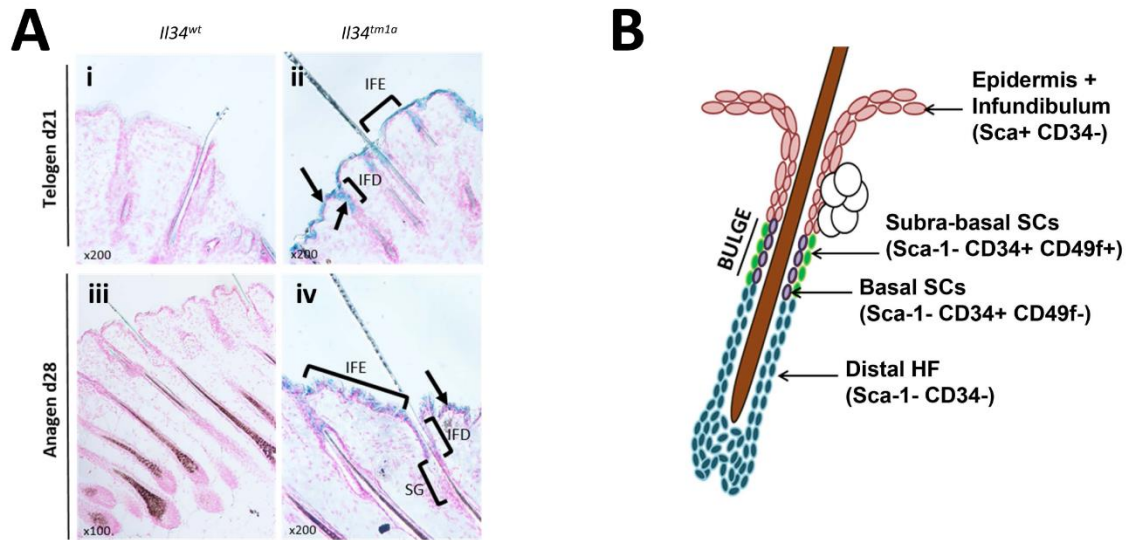 A
Il34wt
Il34tm1a
B
Telogen d21
i
x200
ii
IFE
IFD
x200
Anagen d28
iii
x100
iv
IFE
IFD
SG
x200
Epidermis +
Infundibulum
(Sca+ CD34-)
BULGE
Subra-basal SCs
(Sca-1- CD34+ CD49f+)
Basal SCs
(Sca-1- CD34+ CD49f-)
Distal HF
(Sca-1- CD34-)